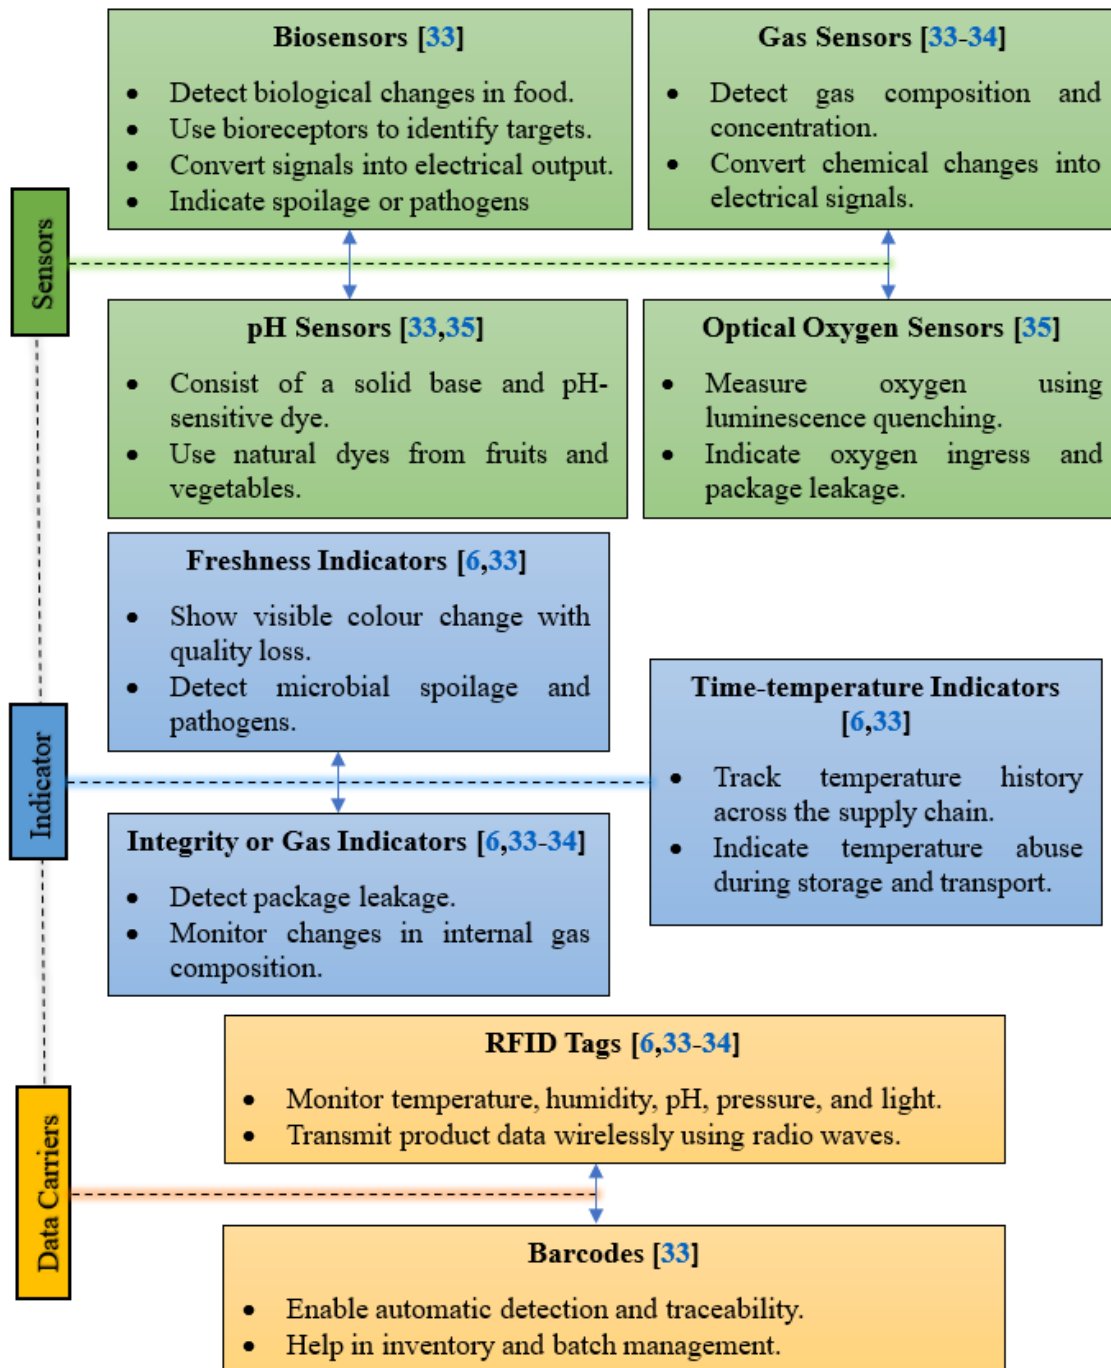 Sensors
Biosensors [33]
• Detect biological changes in food.
• Use bioreceptors to identify targets.
• Convert signals into electrical output.
• Indicate spoilage or pathogens
Gas Sensors [33-34]
• Detect gas composition and
concentration.
• Convert chemical changes into
electrical signals.
pH Sensors [33,35]
• Consist of a solid base and pH-
sensitive dye.
• Use natural dyes from fruits and
vegetables.
Optical Oxygen Sensors [35]
• Measure oxygen using
luminescence quenching.
• Indicate oxygen ingress and
package leakage.
Indicator
Freshness Indicators [6,33]
• Show visible colour change with
quality loss.
• Detect microbial spoilage and
pathogens.
Time-temperature Indicators
[6,33]
• Track temperature history
across the supply chain.
• Indicate temperature abuse
during storage and transport.
Integrity or Gas Indicators [6,33-34]
• Detect package leakage.
• Monitor changes in internal gas
composition.
Data Carriers
RFID Tags [6,33-34]
• Monitor temperature, humidity, pH, pressure, and light.
• Transmit product data wirelessly using radio waves.
Barcodes [33]
• Enable automatic detection and traceability.
• Help in inventory and batch management.